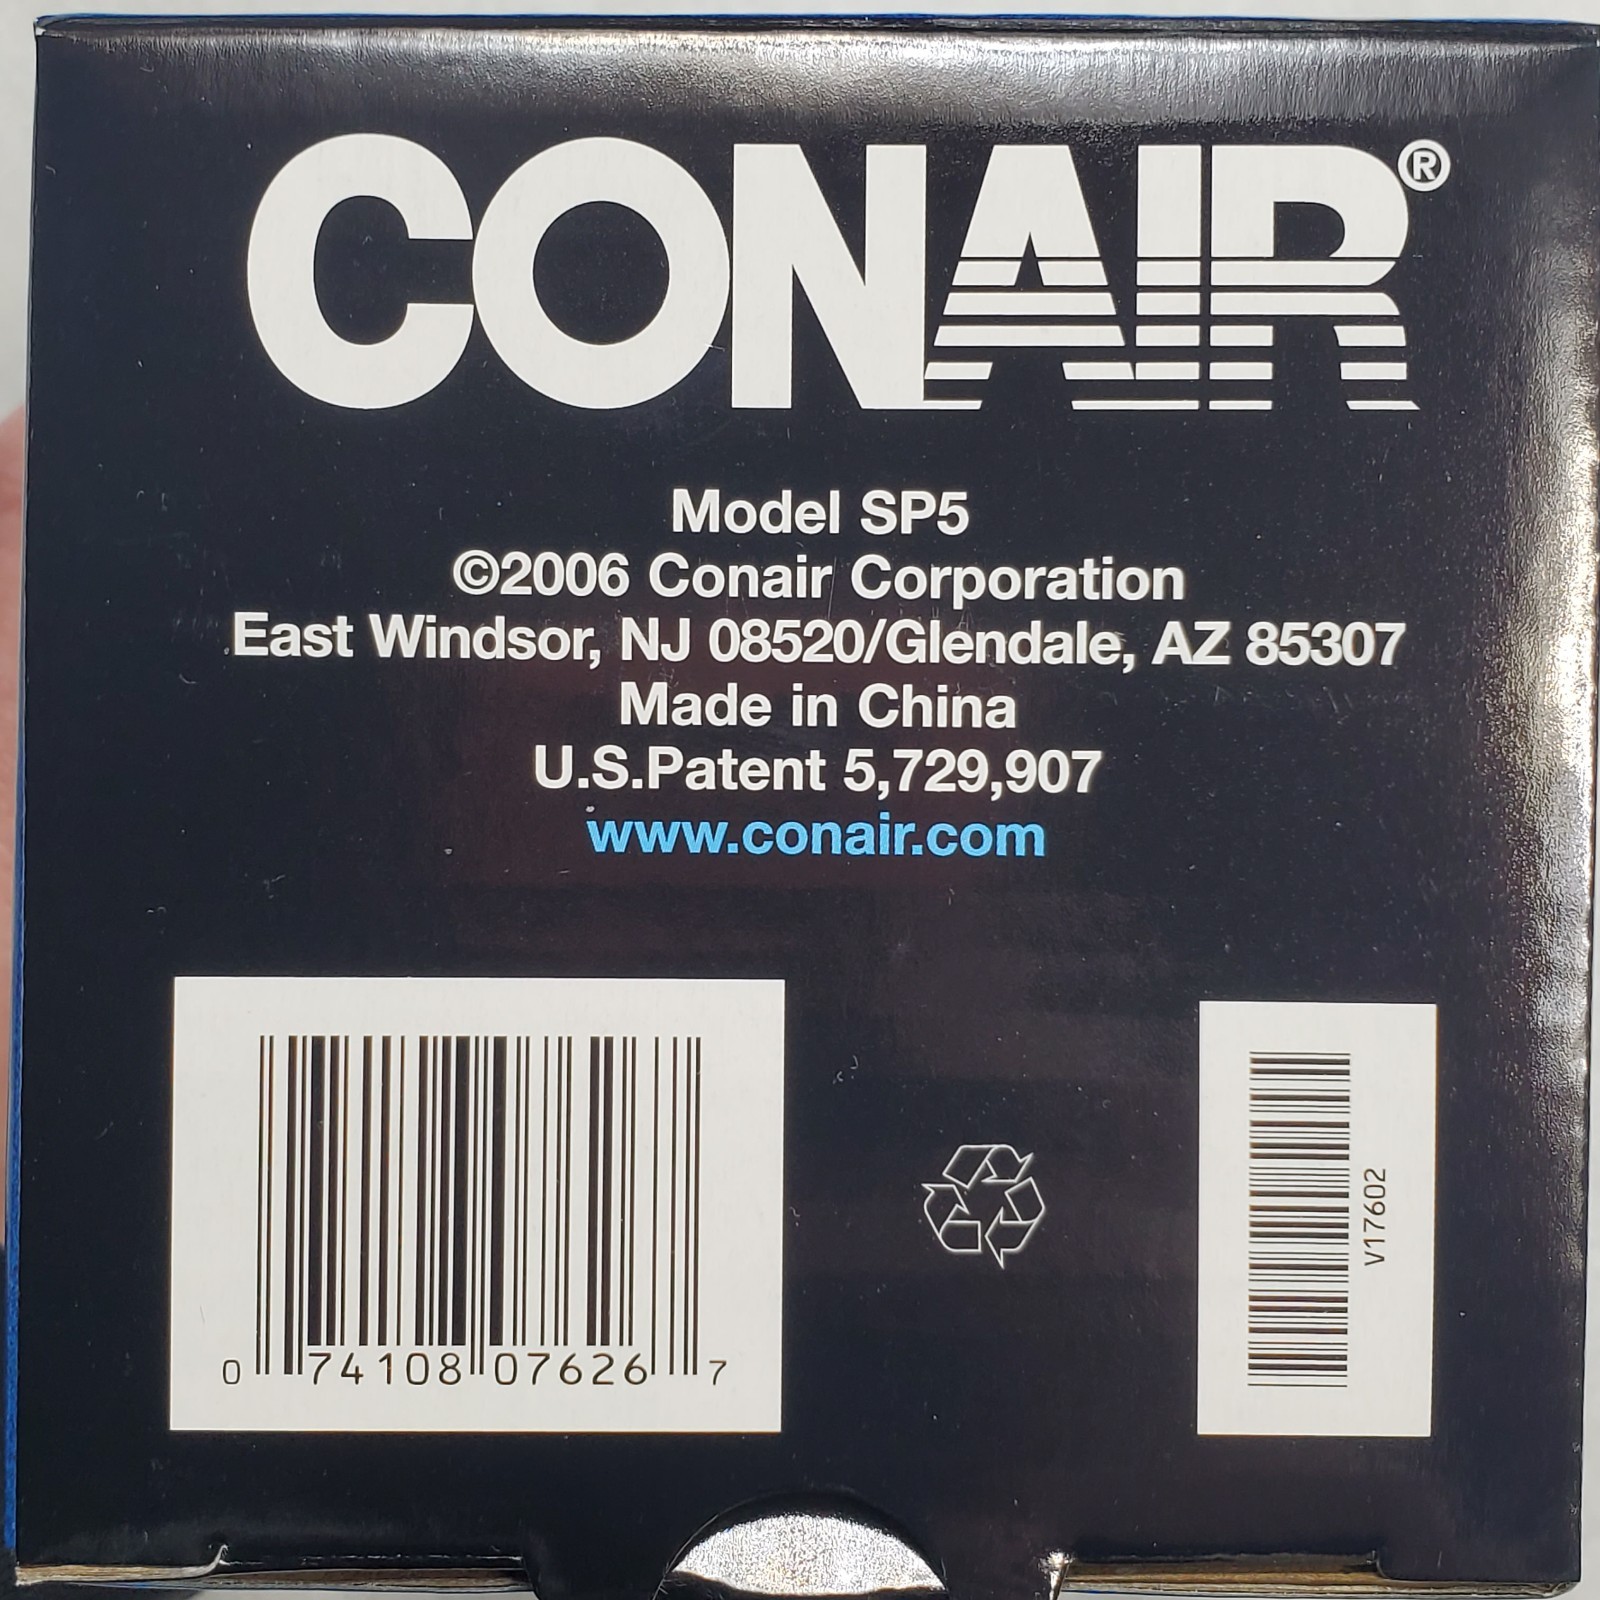 CONAIR®
Model SP5
©2006 Conair Corporation
East Windsor, NJ 08520/Glendale, AZ 85307
Made in China
U.S.Patent 5,729,907
www.conair.com
0 74108 07626 7
V17602